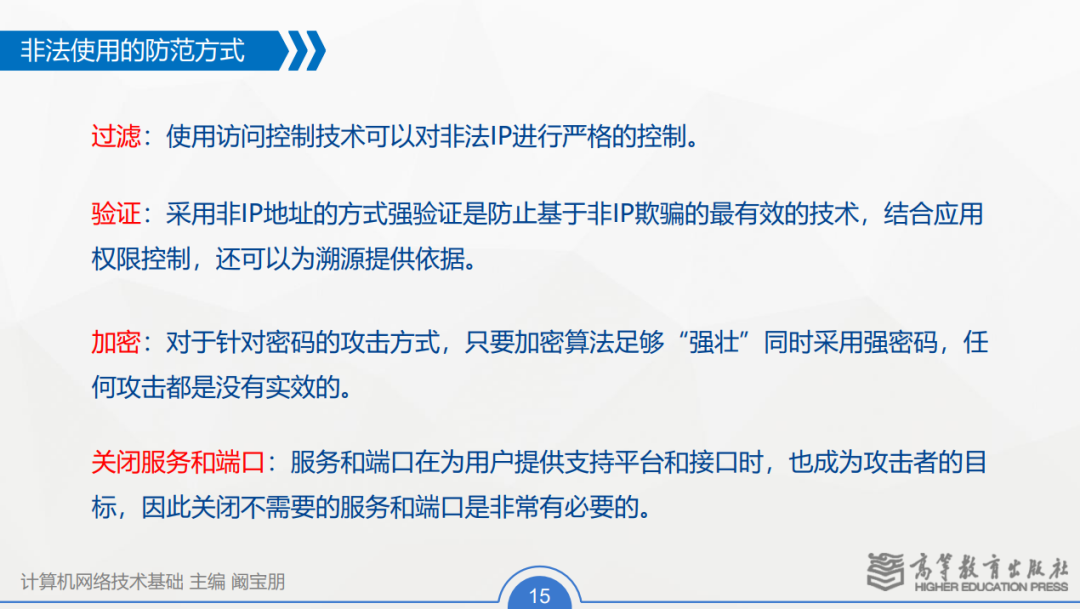 非法使用的防范方式
过滤：使用访问控制技术可以对非法IP进行严格的控制。
验证：采用非IP地址的方式强验证是防止基于非IP欺骗的最有效的技术，结合应用
权限控制，还可以为溯源提供依据。
加密：对于针对密码的攻击方式，只要加密算法足够“强壮”同时采用强密码，任
何攻击都是没有实效的。
关闭服务和端口：服务和端口在为用户提供支持平台和接口时，也成为攻击者的目
标，因此关闭不需要的服务和端口是非常有必要的。
计算机网络技术基础 主编 阚宝朋
15
高等教育出版社
HIGHER EDUCATION PRESS